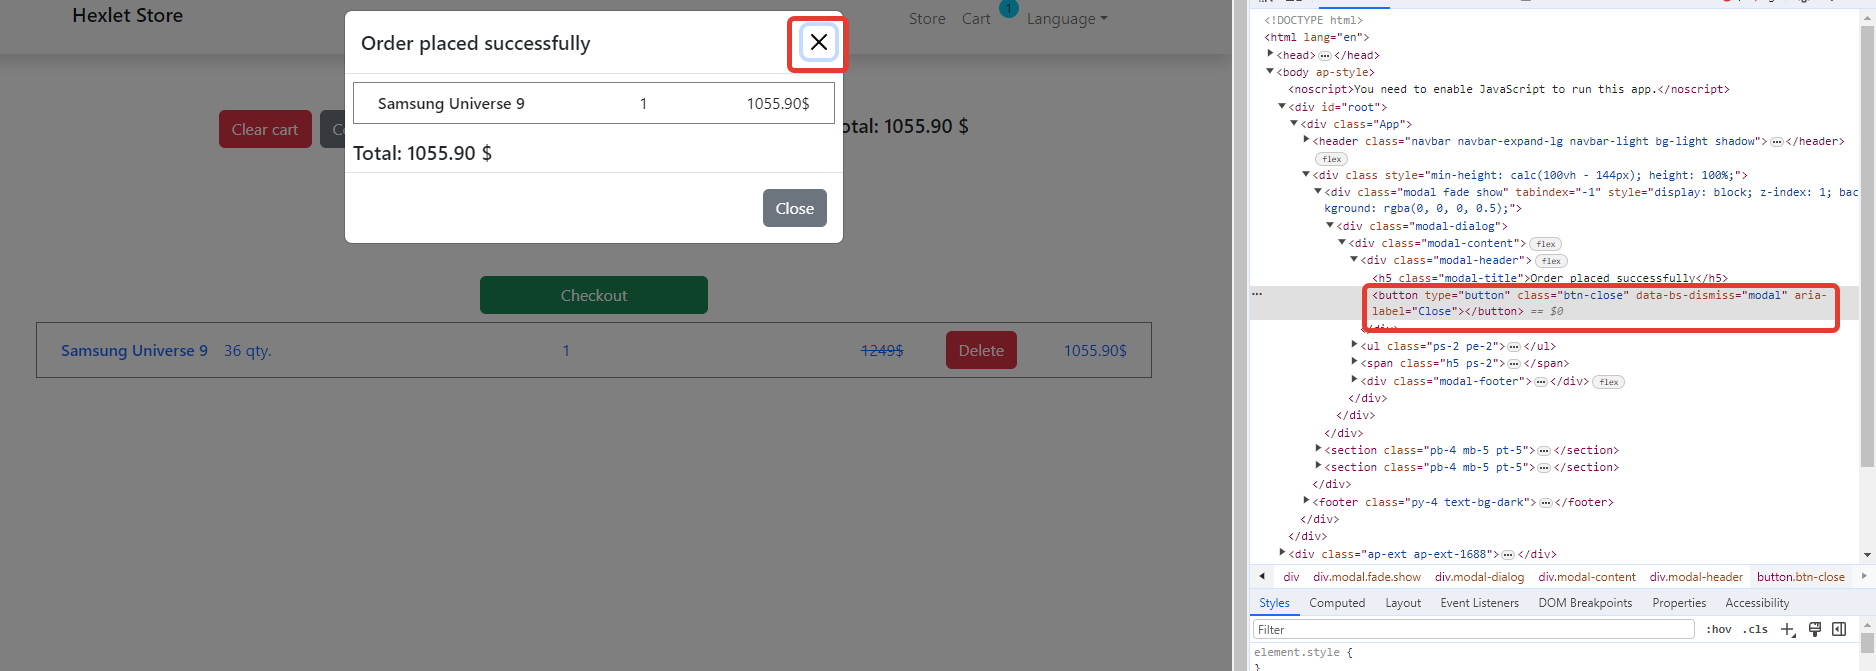 Hexlet Store
Store Cart 1 Language
Order placed successfully
Samsung Universe 9 1 1055.90$
Clear cart
Total: 1055.90 $
Total: 1055.90 $
Close
Checkout
Samsung Universe 9 36 qty. 1 1249$ Delete 1055.90$
<!DOCTYPE html>
<html lang="en">
<head> ••• </head>
<body ap-style>
<noscript>You need to enable JavaScript to run this app.</noscript>
<div id="root">
<div class="App">
<header class="navbar navbar-expand-lg navbar-light bg-light shadow"> ••• </header>
flex
<div class style="min-height: calc(100vh - 144px); height: 100%;">
<div class="modal fade show" tabindex="-1" style="display: block; z-index: 1; bac
kground: rgba(0, 0, 0, 0.5);">
<div class="modal-dialog">
<div class="modal-content"> flex
<div class="modal-header"> flex
<h5 class="modal-title">Order placed successfully</h5>
<button type="button" class="btn-close" data-bs-dismiss="modal" aria-
label="Close"></button> == $0
</div>
<ul class="ps-2 pe-2"> ••• </ul>
<span class="h5 ps-2"> ••• </span>
<div class="modal-footer"> ••• </div> flex
</div>
</div>
</div>
<section class="pb-4 mb-5 pt-5"> ••• </section>
<section class="pb-4 mb-5 pt-5"> ••• </section>
</div>
<footer class="py-4 text-bg-dark"> ••• </footer>
</div>
</div>
<div class="ap-ext ap-ext-1688"> ••• </div>
div div.modal.fade.show div.modal-dialog div.modal-content div.modal-header button.btn-close
Styles Computed Layout Event Listeners DOM Breakpoints Properties Accessibility
Filter :hov .cls
element.style {
}